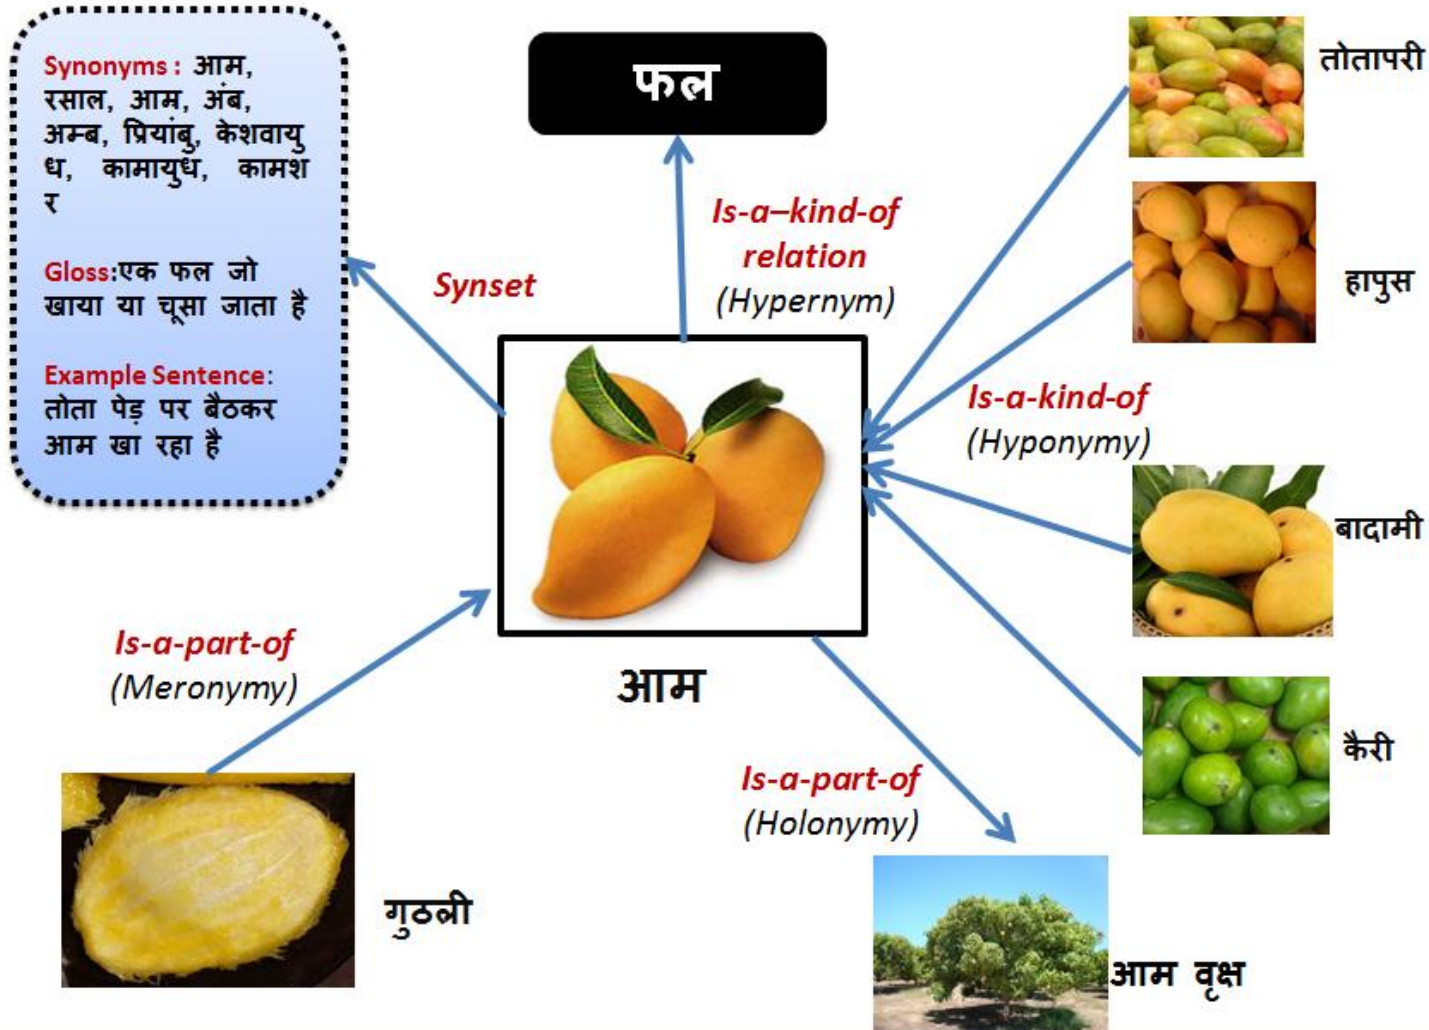 Synonyms : आम,
रसाल, आम्र, अंब,
अम्ब, प्रियांबु, केशवायु
ध, कामायुध, कामश
र
Gloss:एक फल जो
खाया या चूसा जाता है
Example Sentence:
तोता पेड़ पर बैठकर
आम खा रहा है
फल
Is-a–kind-of
relation
(Hypernym)
Synset
तोतापरी
हापुस
Is-a-kind-of
(Hyponymy)
बादामी
कैरी
आम
Is-a-part-of
(Meronymy)
गुठली
Is-a-part-of
(Holonymy)
आम वृक्ष